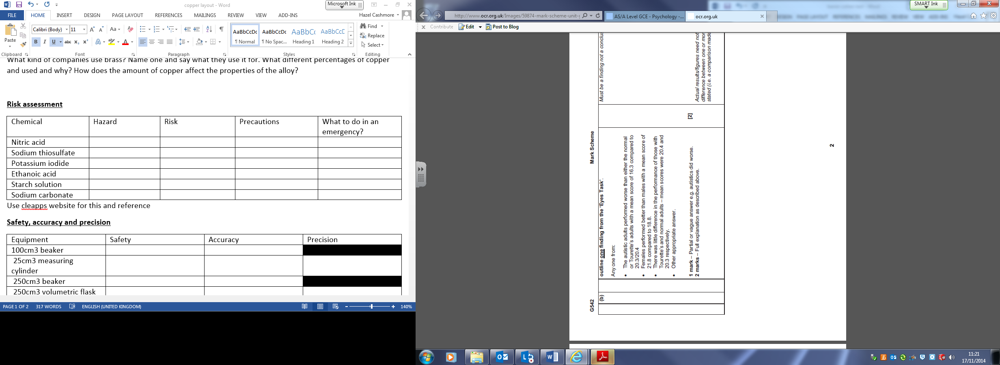 copper layout - Word
Microsoft Ink
FILE HOME INSERT DESIGN PAGE LAYOUT REFERENCES MAILINGS REVIEW VIEW ADD-INS
Hazel Cashmore
Calibri (Body) 11
Paste
Clipboard
Font
Paragraph
AaBbCcDc AaBbCcDc AaBbC AaBbCcE
¶ Normal ¶ No Spac... Heading 1 Heading 2
Styles
Find
Replace
Select
Editing
What kind of companies use brass? Name one and say what they use it for. What different percentages of copper
and used and why? How does the amount of copper affect the properties of the alloy?
Risk assessment
Chemical Hazard Risk Precautions What to do in an
emergency?
Nitric acid
Sodium thiosulfate
Potassium iodide
Ethanoic acid
Starch solution
Sodium carbonate
Use cleapps website for this and reference
Safety, accuracy and precision
Equipment Safety Accuracy Precision
100cm3 beaker
25cm3 measuring
cylinder
250cm3 beaker
250cm3 volumetric flask
PAGE 1 OF 2 317 WORDS ENGLISH (UNITED KINGDOM) 140%
SMART Ink
http://www.ocr.org.uk/Images/59874-mark-scheme-unit-g
AS/A Level GCE - Psychology -...
ocr.org.uk
x Contribute Edit Post to Blog
G542 Mark Scheme
(b) outline one finding from the 'Eyes Task'.
Must be a finding not a conclus
Any one from:
• The autistic adults performed worse than either the normal
or Tourette's adults with a mean score of 16.3 compared to
20.3/20.4
• Females performed better than males with a mean score of
21.8 compared to 18.8.
• There was little difference in the performance of those with
Tourette's and normal adults – mean scores were 20.4 and
20.3 respectively.
• Other appropriate answer.
1 mark – Partial or vague answer e.g. autistics did worse.
2 marks – Full explanation as described above.
[2]
Actual results/figures need not
difference between one or mor
stated (i.e. a comparison made
2
11:21
17/11/2014